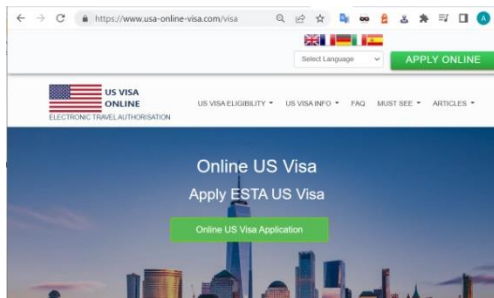 https://www.usa-online-visa.com/visa
A
Select Language
APPLY ONLINE
US VISA
ONLINE
ELECTRONIC TRAVEL AUTHORISATION
US VISA ELIGIBILITY
US VISA INFO
FAQ
MUST SEE
ARTICLES
Online US Visa
Apply ESTA US Visa
Online US Visa Application